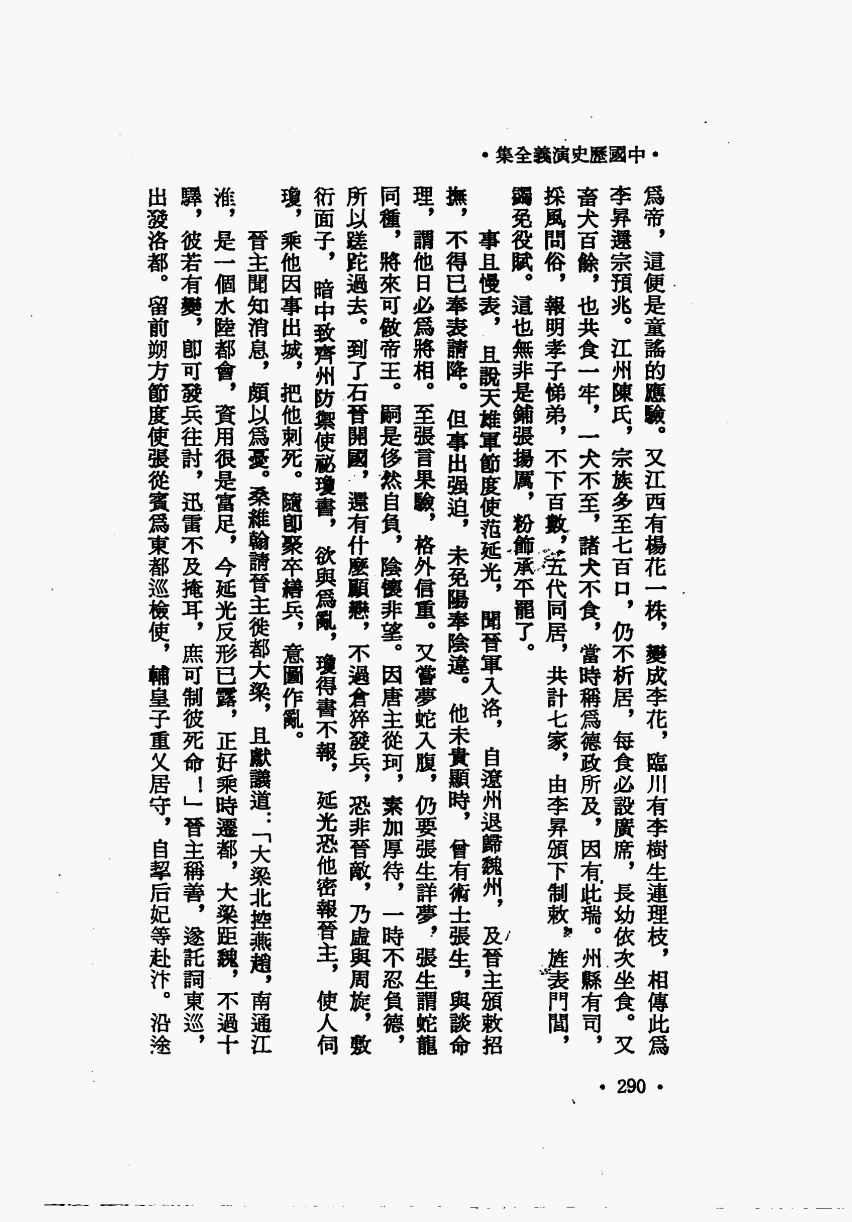 •中國歷史演義全集•
爲帝，這便是童謠的應驗。又江西有楊花一株，變成李花，臨川有李樹生連理枝，相傳此爲
李昪還宗預兆。江州陳氏，宗族多至七百口，仍不析居，每食必設廣席，長幼依次坐食。又
畜犬百餘，也共食一牢，一犬不至，諸犬不食，當時稱爲德政所及，因有此瑞。州縣有司，
採風問俗，報明孝子悌弟，不下百數，五代同居，共計七家，由李昪頒下制敕，旌表門閭，
蠲免役賦。這也無非是鋪張揚厲，粉飾承平罷了。
事且慢表，且說天雄軍節度使范延光，聞晉軍入洛，自遼州退歸魏州，及晉主頒敕招
撫，不得已奉表請降。但事出强迫，未免陽奉陰違。他未貴顯時，曾有術士張生，與談命
理，謂他日必爲將相。至張言果驗，格外信重。又嘗夢蛇入腹，仍要張生詳夢，張生謂蛇龍
同種，將來可做帝王。嗣是侈然自負，陰懷非望。因唐主從珂，素加厚待，一時不忍負德，
所以蹉跎過去。到了石晉開國，還有什麼顧戀，不過倉猝發兵，恐非晉敵，乃虛與周旋，敷
衍面子，暗中致齊州防禦使祕瓊書，欲與爲亂，瓊得書不報，延光恐他密報晉主，使人伺
瓊，乘他因事出城，把他刺死。隨卽聚卒繕兵，意圖作亂。
晉主聞知消息，頗以爲憂。桑維翰請晉主徙都大梁，且獻議道：「大梁北控燕趙，南通江
淮，是一個水陸都會，資用很是富足，今延光反形已露，正好乘時遷都，大梁距魏，不過十
驛，彼若有變，卽可發兵往討，迅雷不及掩耳，庶可制彼死命！」晉主稱善，遂託詞東巡，
出發洛都。留前朔方節度使張從賓爲東都巡檢使，輔皇子重乂居守，自挈后妃等赴汴。沿途
•290•